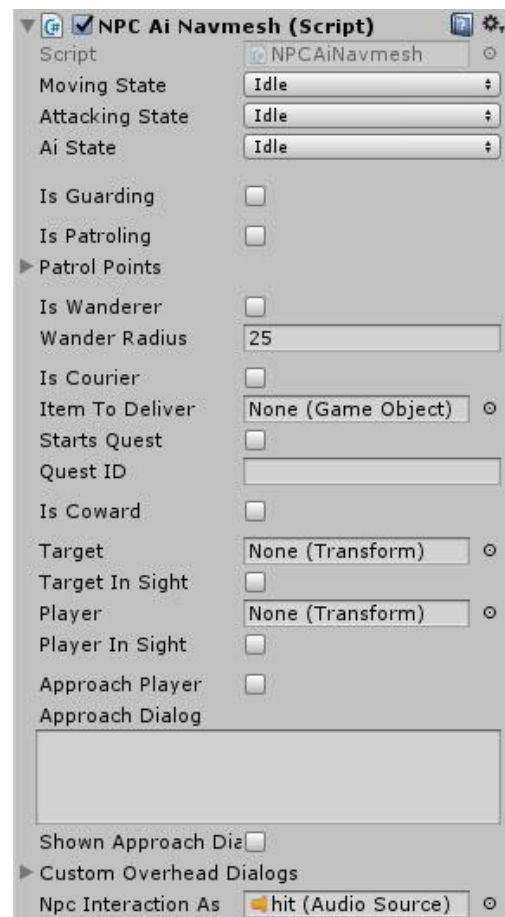 NPC Ai Navmesh (Script)
Script NPCAiNavmesh
Moving State Idle
Attacking State Idle
Ai State Idle
Is Guarding
Is Patroling
Patrol Points
Is Wanderer
Wander Radius 25
Is Courier
Item To Deliver None (Game Object)
Starts Quest
Quest ID
Is Coward
Target None (Transform)
Target In Sight
Player None (Transform)
Player In Sight
Approach Player
Approach Dialog
Shown Approach Dia
Custom Overhead Dialogs
Npc Interaction As hit (Audio Source)